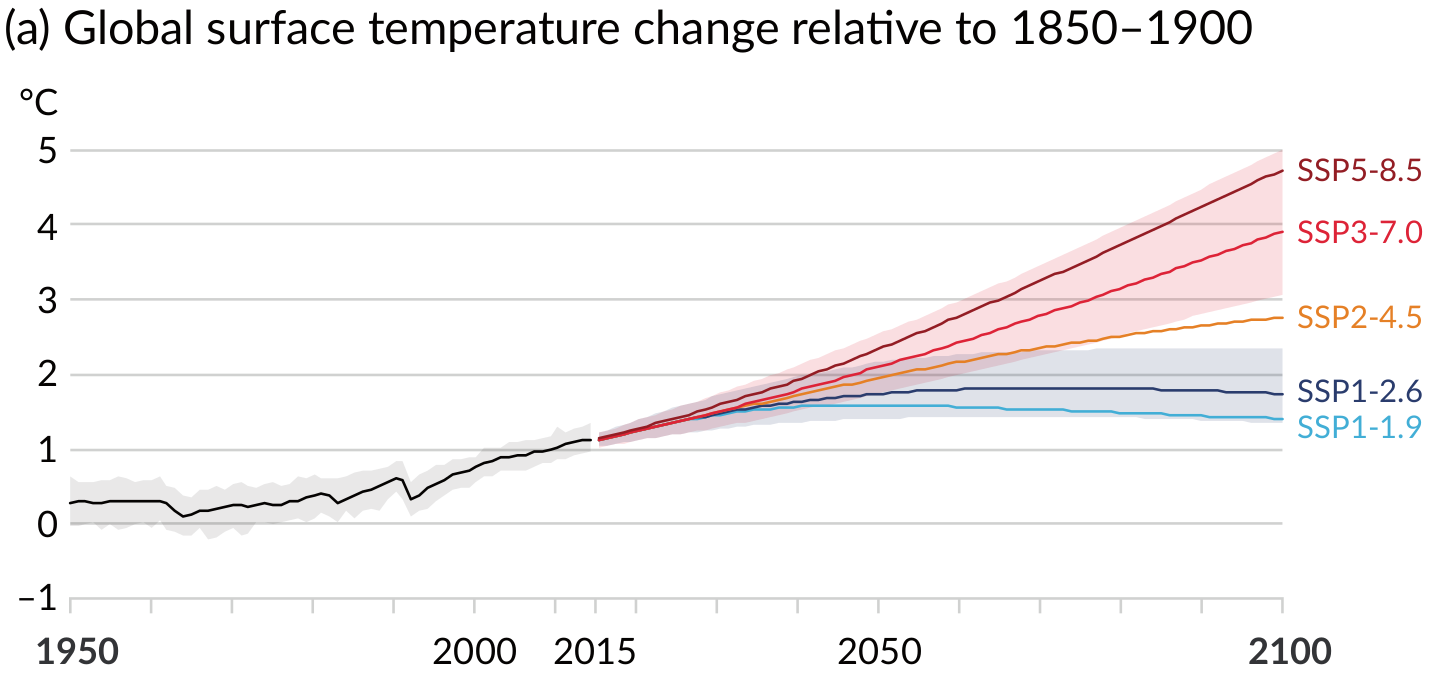 (a) Global surface temperature change relative to 1850–1900
°C
5
SSP5-8.5
4
SSP3-7.0
3
SSP2-4.5
2
SSP1-2.6
SSP1-1.9
1
0
–1
1950 2000 2015 2050 2100